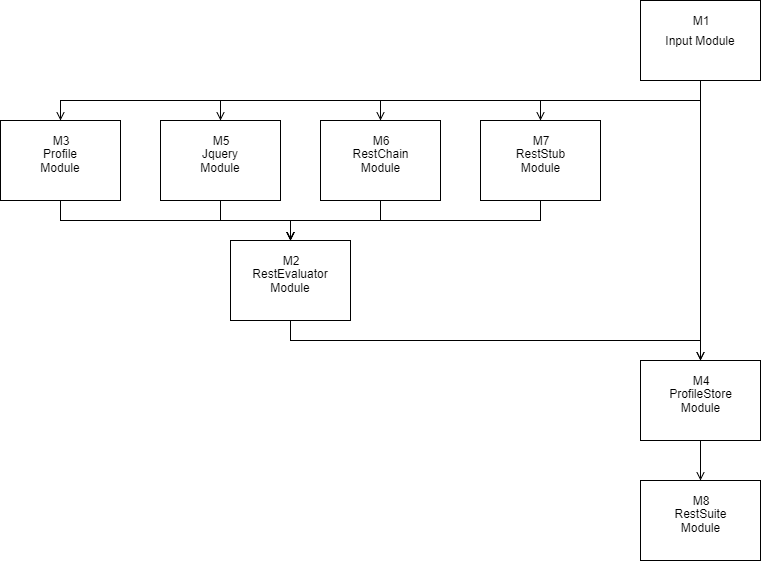 M1
Input Module
M3
Profile
Module
M5
Jquery
Module
M6
RestChain
Module
M7
RestStub
Module
M2
RestEvaluator
Module
M4
ProfileStore
Module
M8
RestSuite
Module